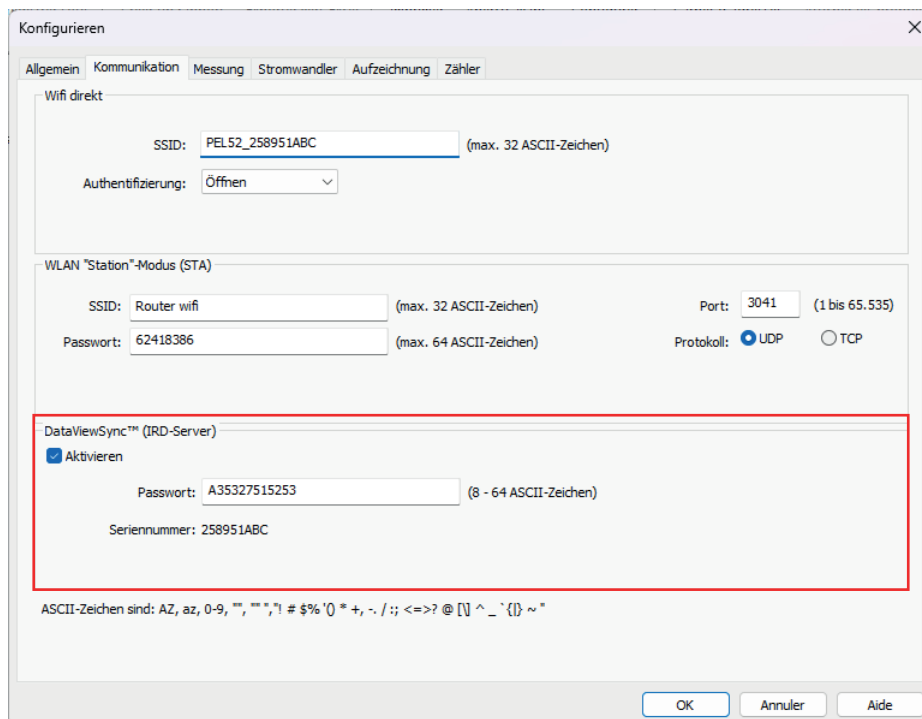 Konfigurieren
Allgemein Kommunikation Messung Stromwandler Aufzeichnung Zähler
Wifi direkt
SSID: PEL52_258951ABC (max. 32 ASCII-Zeichen)
Authentifizierung: Öffnen
WLAN "Station"-Modus (STA)
SSID: Router wifi (max. 32 ASCII-Zeichen) Port: 3041 (1 bis 65.535)
Passwort: 62418386 (max. 64 ASCII-Zeichen) Protokoll: UDP TCP
DataViewSync™ (IRD-Server)
Aktivieren
Passwort: A35327515253 (8 - 64 ASCII-Zeichen)
Seriennummer: 258951ABC
ASCII-Zeichen sind: AZ, az, 0-9, "", "" ","! # $% '() * +, -. / :; <=>? @ [\] ^ _ `{|} ~ "
OK Annuler Aide